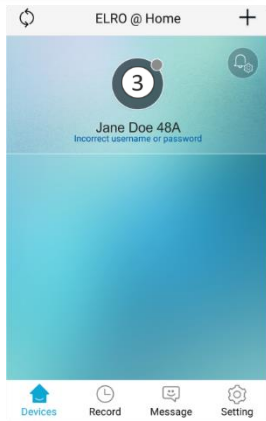 ELRO @ Home
3
Jane Doe 48A
Incorrect username or password
Devices Record Message Setting